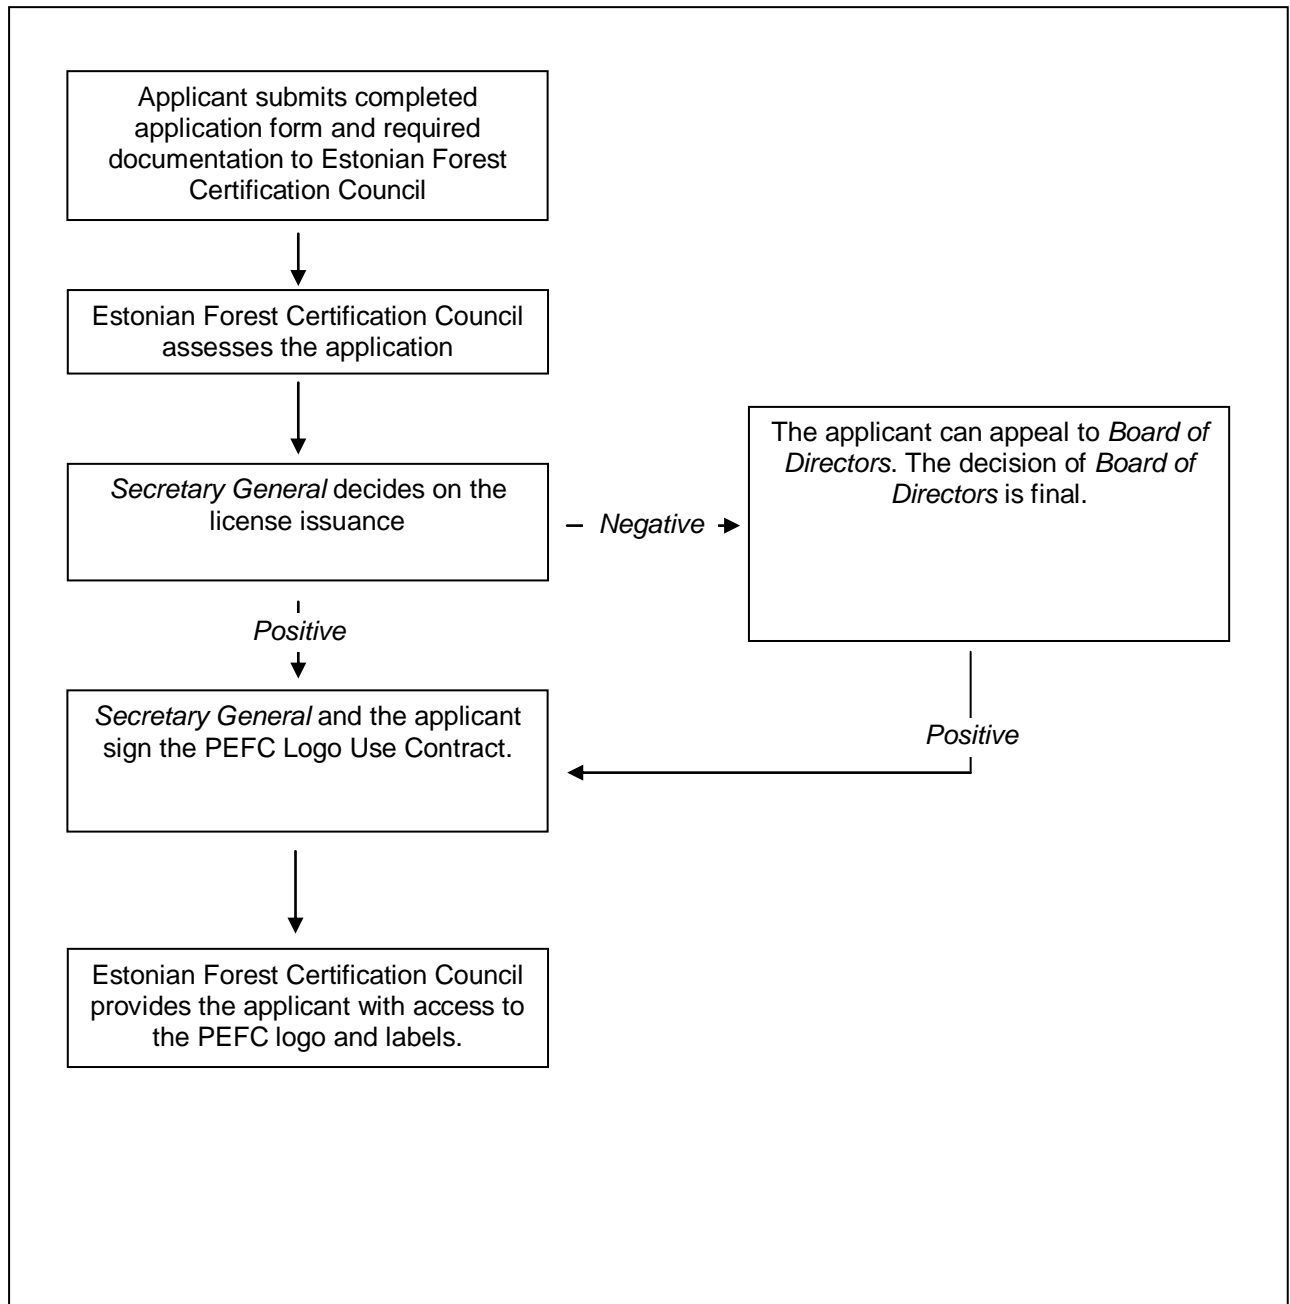 Applicant submits completed
application form and required
documentation to Estonian Forest
Certification Council
Estonian Forest Certification Council
assesses the application
Secretary General decides on the
license issuance
Negative
The applicant can appeal to Board of
Directors. The decision of Board of
Directors is final.
Positive
Secretary General and the applicant
sign the PEFC Logo Use Contract.
Positive
Estonian Forest Certification Council
provides the applicant with access to
the PEFC logo and labels.